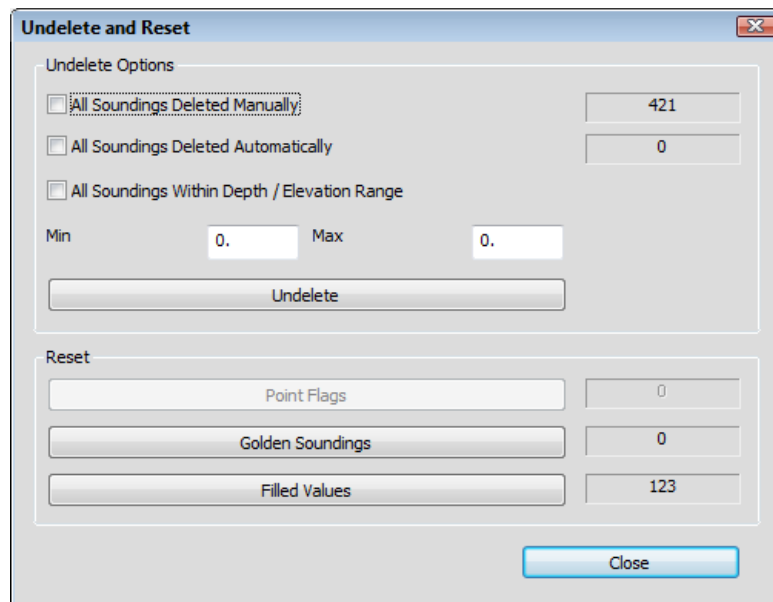 Undelete and Reset
Undelete Options
All Soundings Deleted Manually 421
All Soundings Deleted Automatically 0
All Soundings Within Depth / Elevation Range
Min 0. Max 0.
Undelete
Reset
Point Flags 0
Golden Soundings 0
Filled Values 123
Close